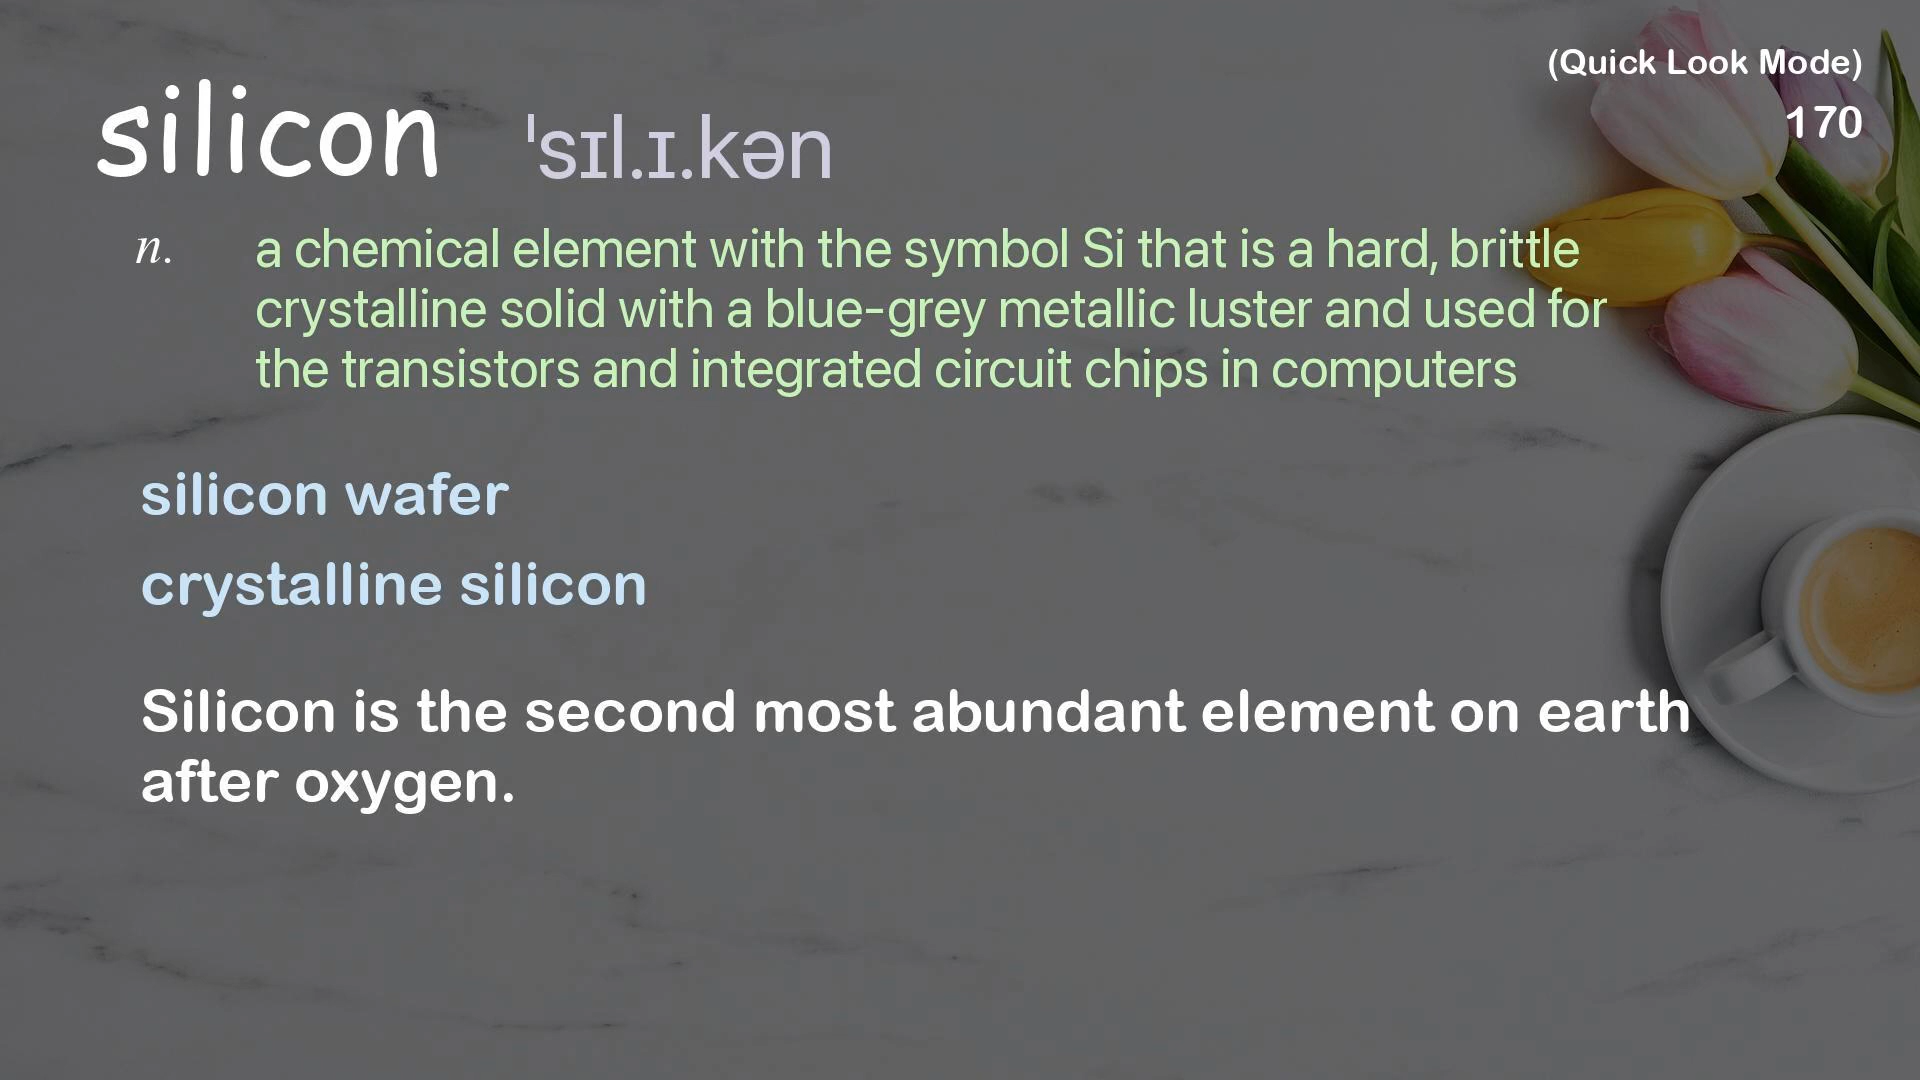 (Quick Look Mode)
170
silicon ˈsɪl.ɪ.kən
n. a chemical element with the symbol Si that is a hard, brittle
crystalline solid with a blue-grey metallic luster and used for
the transistors and integrated circuit chips in computers
silicon wafer
crystalline silicon
Silicon is the second most abundant element on earth
after oxygen.